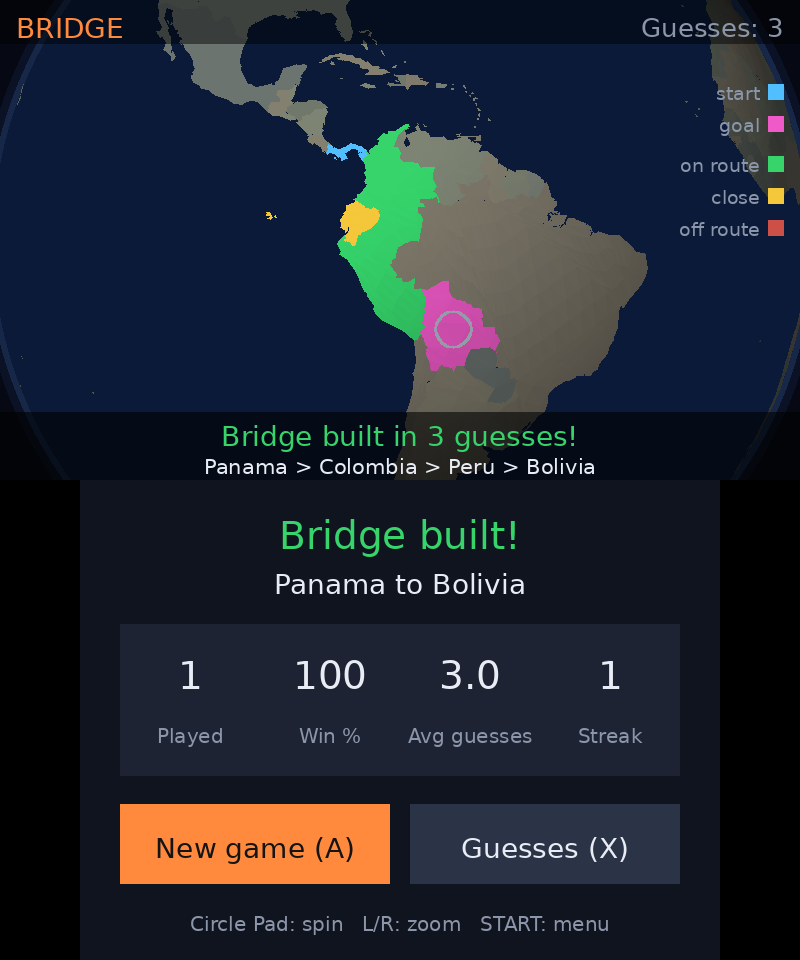 BRIDGE
Guesses: 3
start
goal
on route
close
off route
Bridge built in 3 guesses!
Panama > Colombia > Peru > Bolivia
Bridge built!
Panama to Bolivia
1 100 3.0 1
Played Win % Avg guesses Streak
New game (A) Guesses (X)
Circle Pad: spin L/R: zoom START: menu